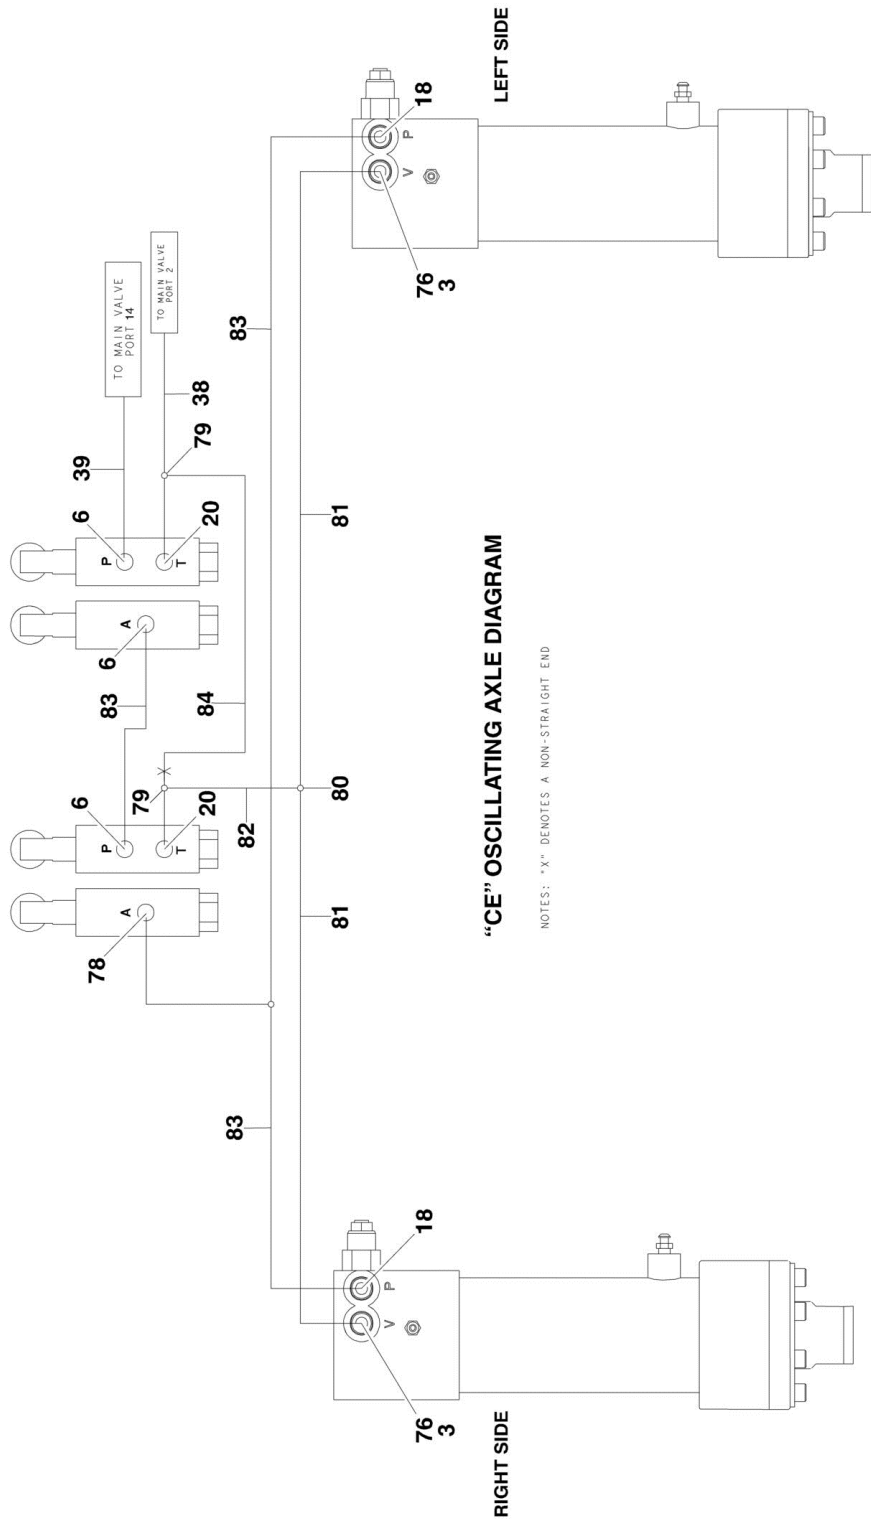 6
6
39
78
6
P
P
TO MAIN VALVE
PORT 14
A
A
83
79
TO MAIN VALVE
PORT 2
T
T
20
84
20
79
38
83
82
83
81
80
81
V P
V P
76
3
18
76
3
18
RIGHT SIDE
"CE" OSCILLATING AXLE DIAGRAM
LEFT SIDE
NOTES: "X" DENOTES A NON-STRAIGHT END